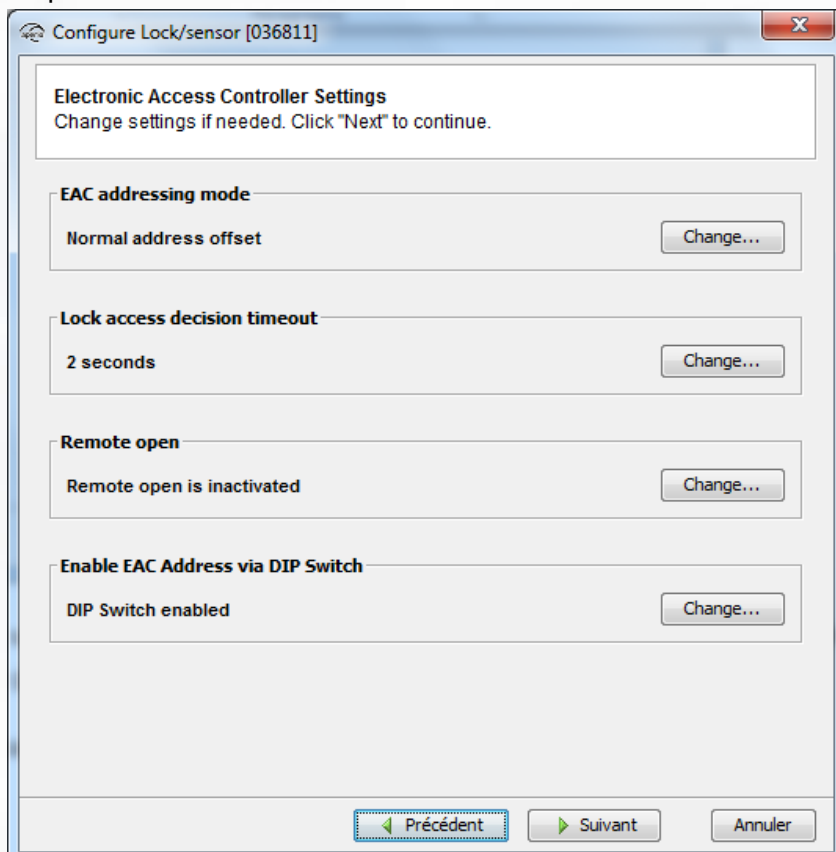 Configure Lock/sensor [036811]
Electronic Access Controller Settings
Change settings if needed. Click "Next" to continue.
EAC addressing mode
Normal address offset
Change...
Lock access decision timeout
2 seconds
Change...
Remote open
Remote open is inactivated
Change...
Enable EAC Address via DIP Switch
DIP Switch enabled
Change...
Précédent
Suivant
Annuler